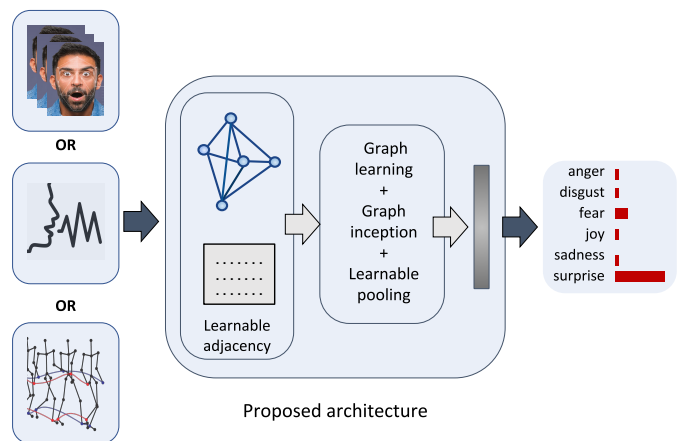 OR
OR
Learnable
adjacency
Graph
learning
+
Graph
inception
+
Learnable
pooling
anger
disgust
fear
joy
sadness
surprise
Proposed architecture